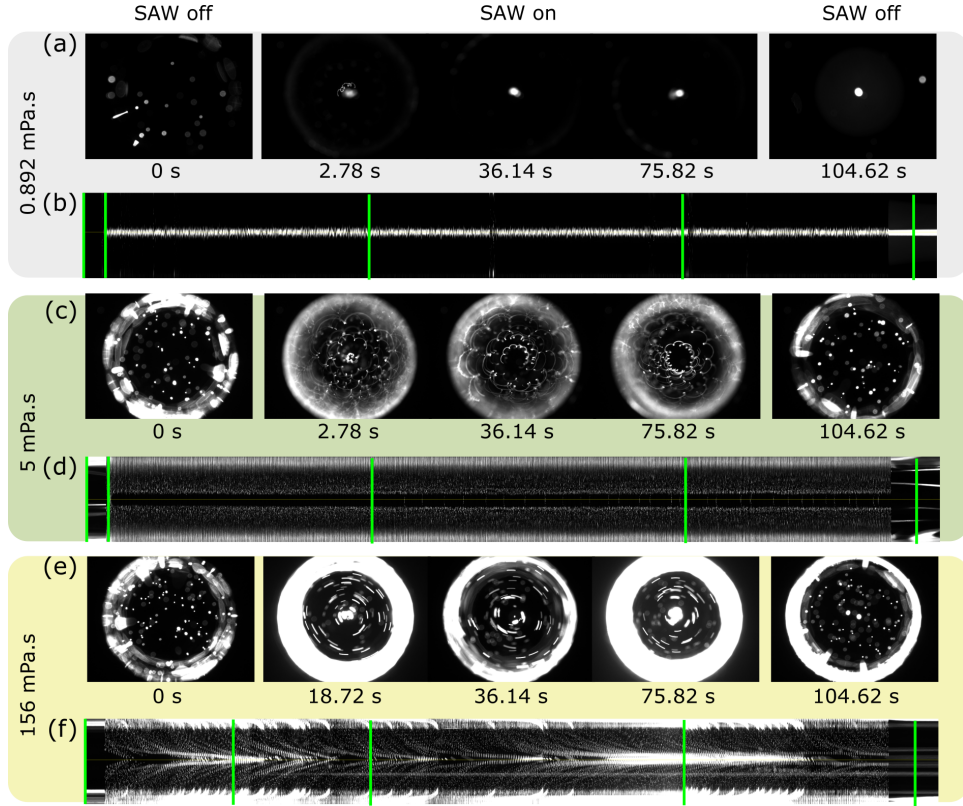 SAW off
SAW on
SAW off
0.892 mPa.s
(a)
0 s
2.78 s
36.14 s
75.82 s
104.62 s
(b)
5 mPa.s
(c)
0 s
2.78 s
36.14 s
75.82 s
104.62 s
(d)
156 mPa.s
(e)
0 s
18.72 s
36.14 s
75.82 s
104.62 s
(f)